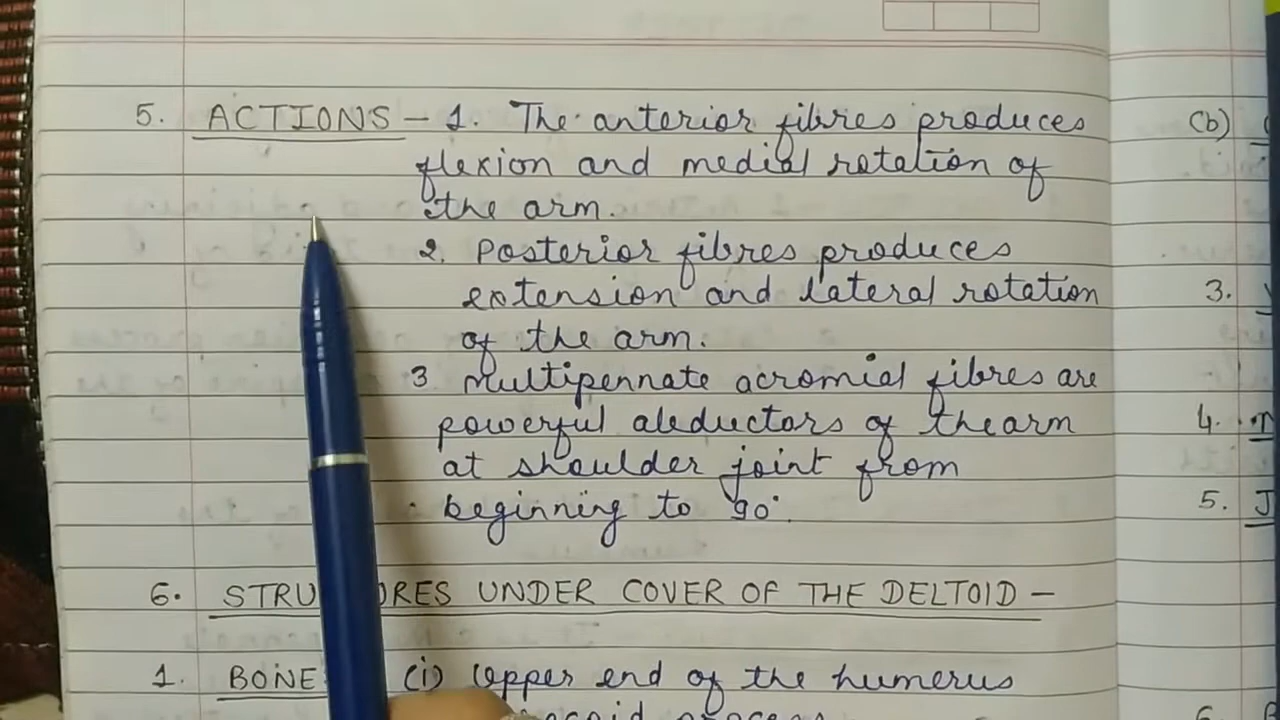 5. ACTIONS - 1. The anterior fibres produces
flexion and medial rotation of
the arm.
2. Posterior fibres produces
extension and lateral rotation
of the arm.
3 Multipennate acromial fibres are
powerful abductors of the arm
at shoulder joint from
beginning to 90°.
6. STRU ORES UNDER COVER OF THE DELTOID -
1. BONE (i) Upper end of the humerus
process
(b)
3.
4.
5. J
6.